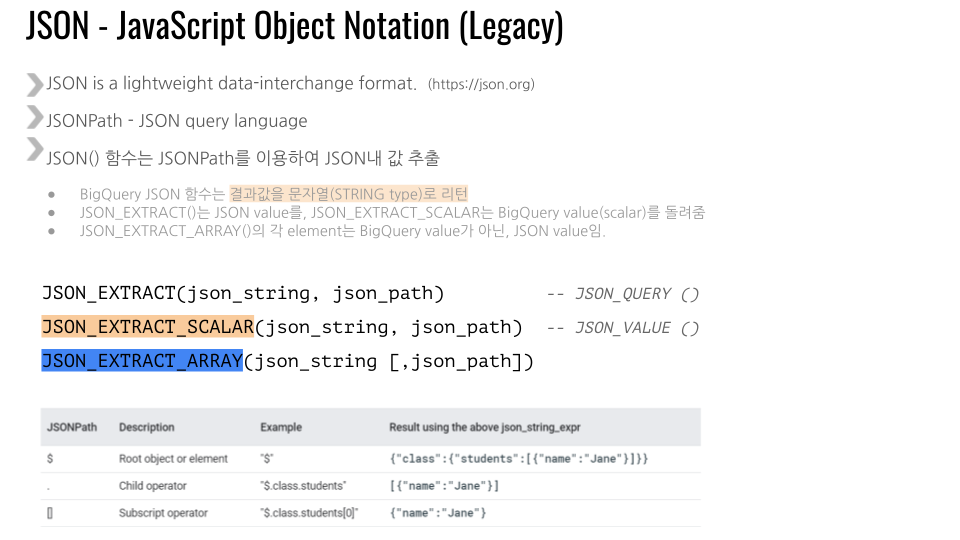 JSON - JavaScript Object Notation (Legacy)
JSON is a lightweight data-interchange format. (https://json.org)
JSONPath - JSON query language
JSON() 함수는 JSONPath를 이용하여 JSON내 값 추출
● BigQuery JSON 함수는 결과값을 문자열(STRING type)로 리턴
● JSON_EXTRACT()는 JSON value를, JSON_EXTRACT_SCALAR는 BigQuery value(scalar)를 돌려줌
● JSON_EXTRACT_ARRAY()의 각 element는 BigQuery value가 아닌, JSON value임.
JSON_EXTRACT(json_string, json_path) -- JSON_QUERY ()
JSON_EXTRACT_SCALAR(json_string, json_path) -- JSON_VALUE ()
JSON_EXTRACT_ARRAY(json_string [,json_path])
JSONPath Description Example Result using the above json_string_expr
$ Root object or element "$" {"class":{"students":[{"name":"Jane"}]}}
. Child operator "$.class.students" [{"name":"Jane"}]
[] Subscript operator "$.class.students[0]" {"name":"Jane"}